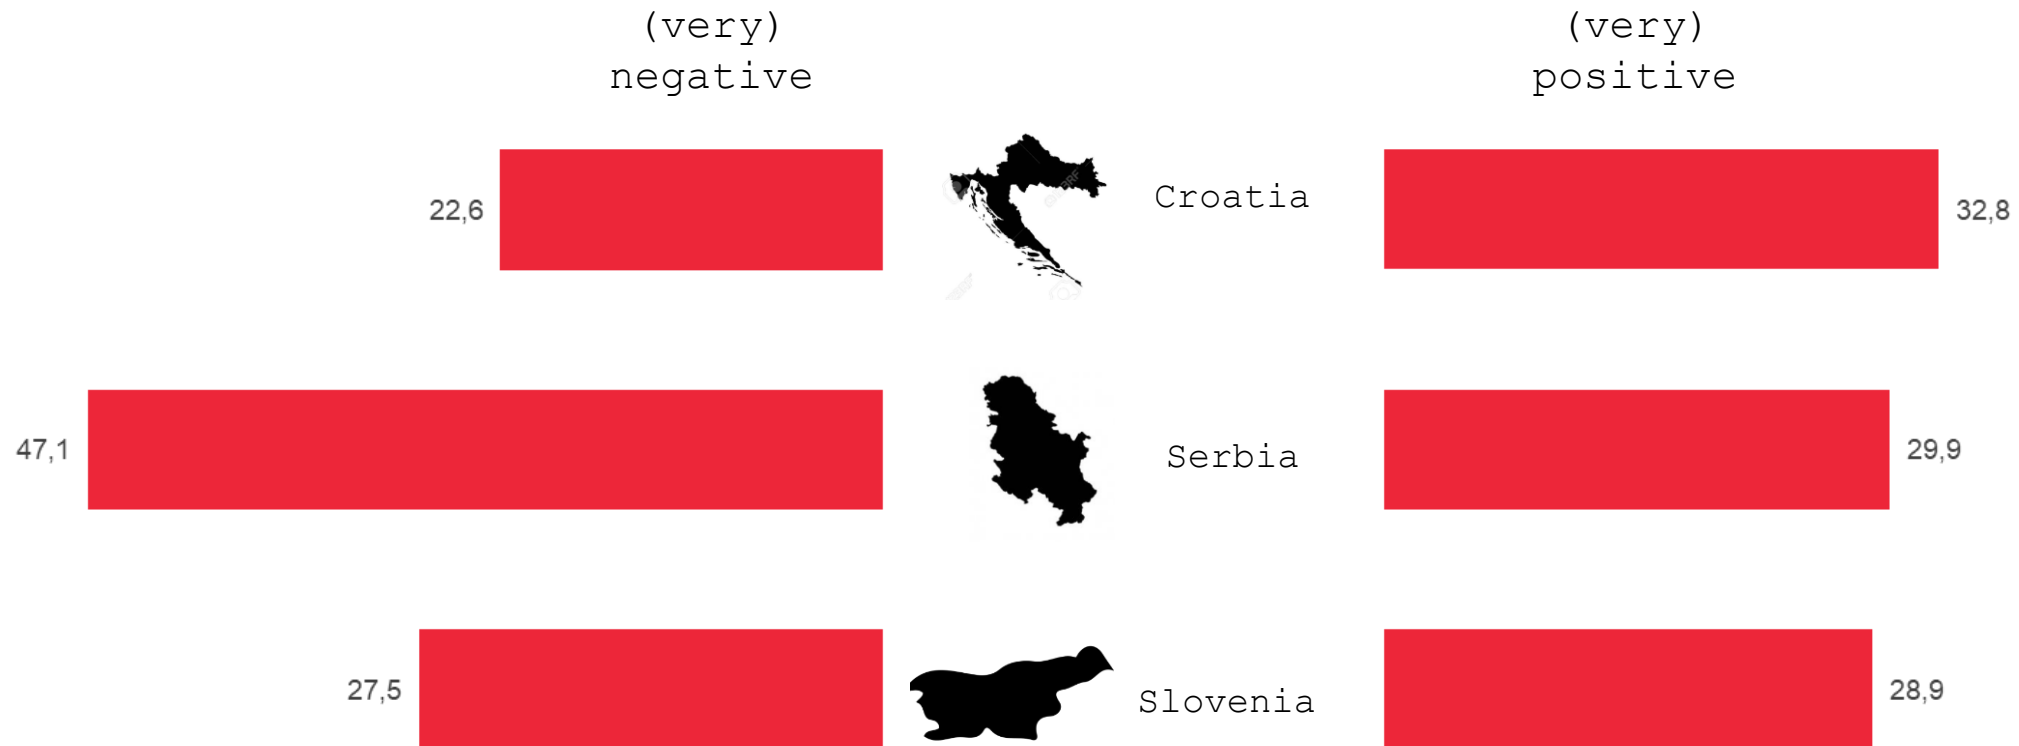 (very)
negative
(very)
positive
22,6
Croatia
32,8
47,1
Serbia
29,9
27,5
Slovenia
28,9